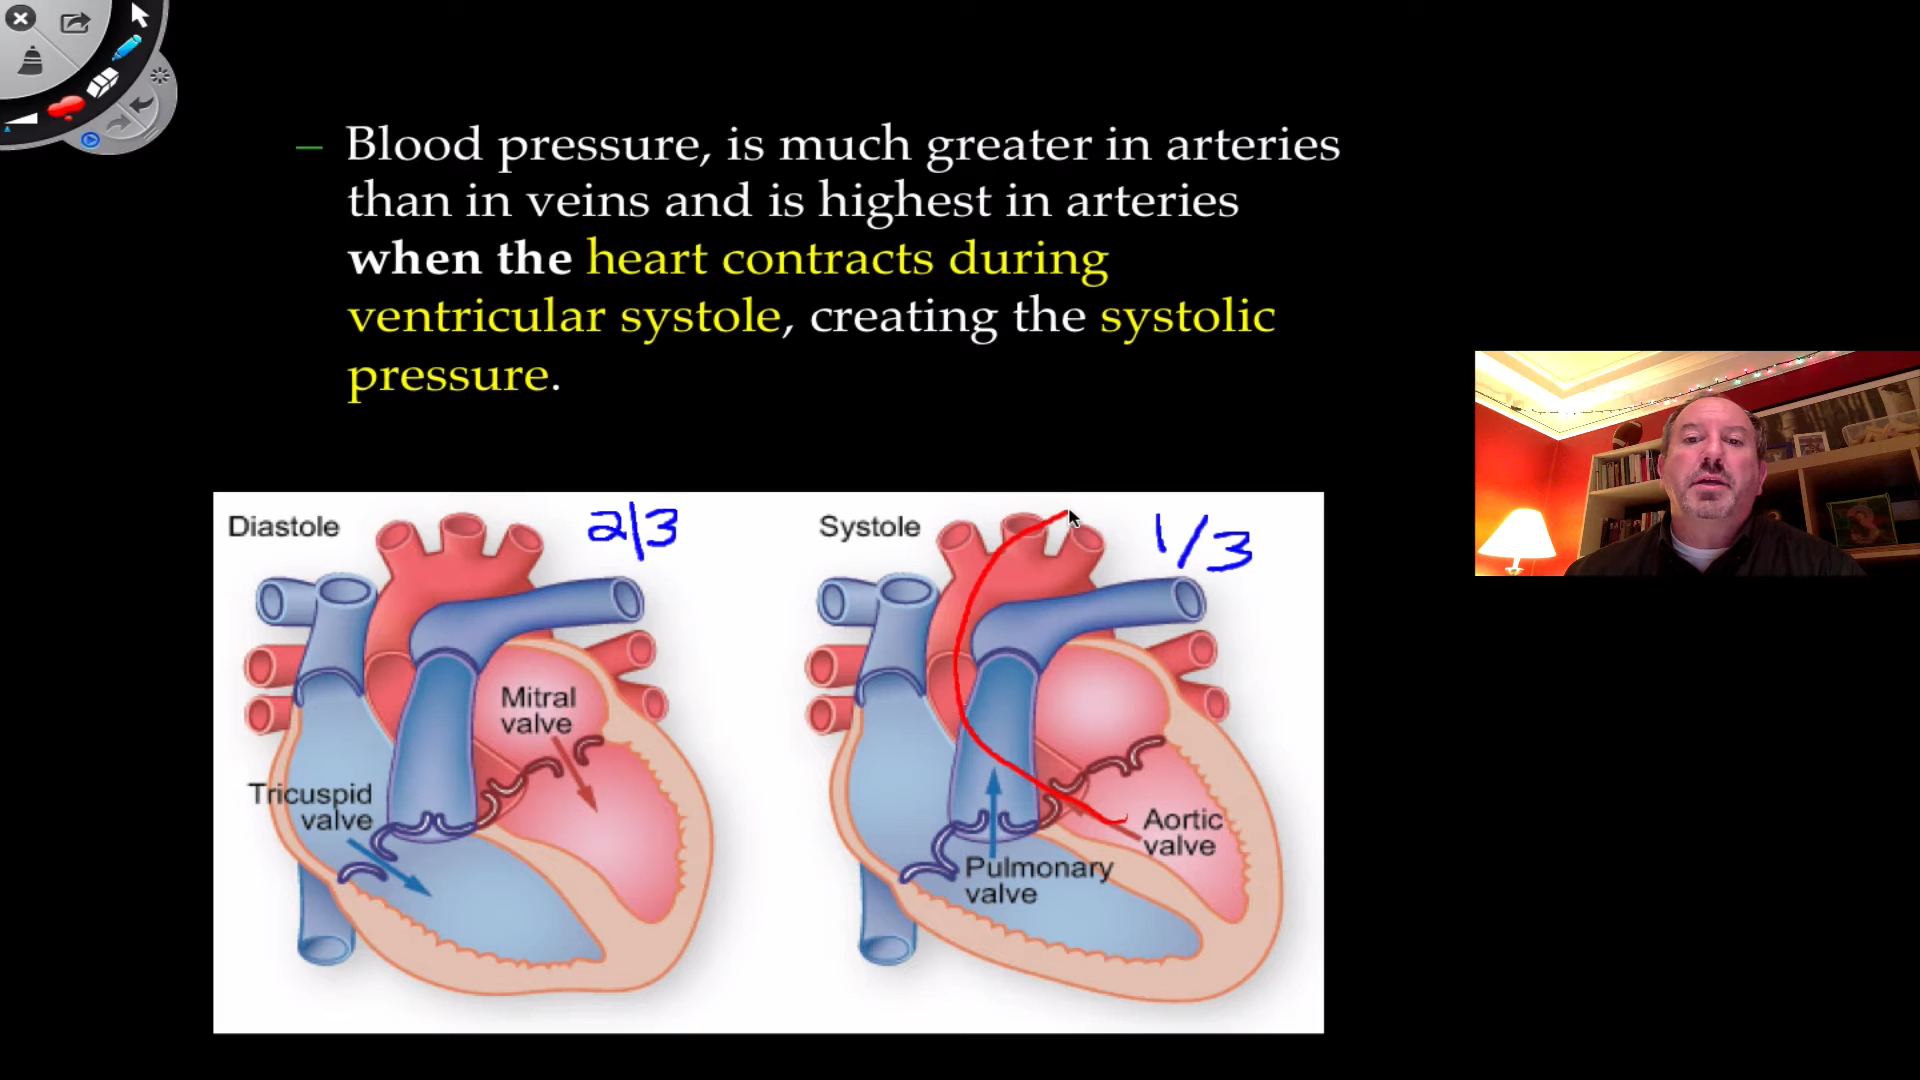 – Blood pressure, is much greater in arteries
than in veins and is highest in arteries
when the heart contracts during
ventricular systole, creating the systolic
pressure.
Diastole
2/3
Mitral
valve
Tricuspid
valve
Systole
1/3
Aortic
valve
Pulmonary
valve